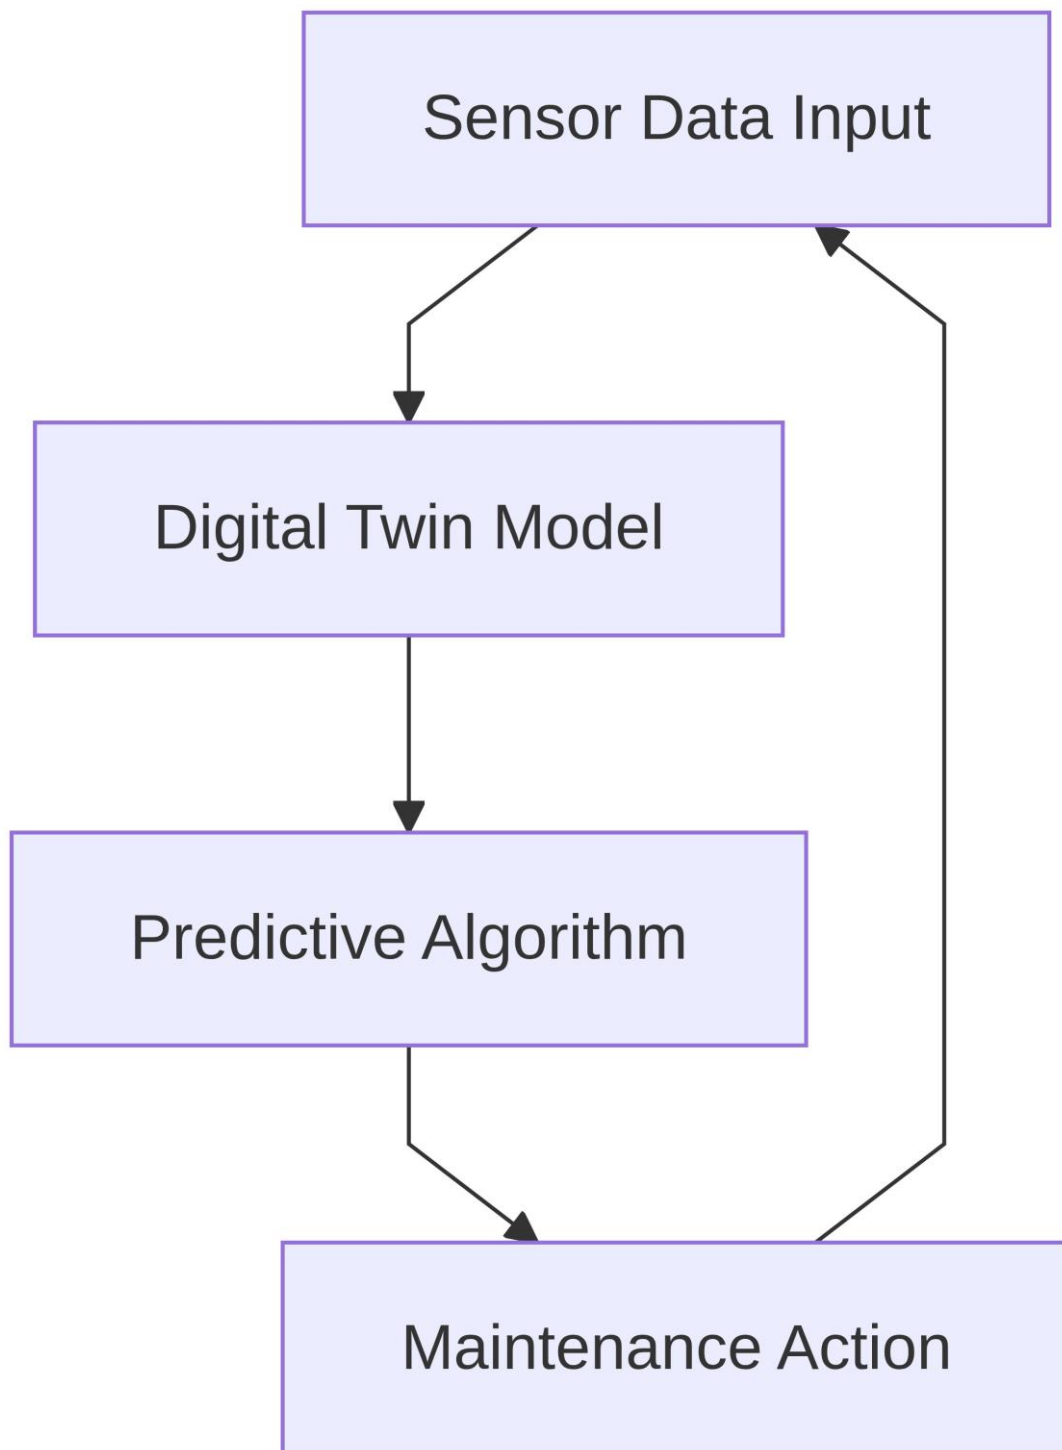 Sensor Data Input
Digital Twin Model
Predictive Algorithm
Maintenance Action